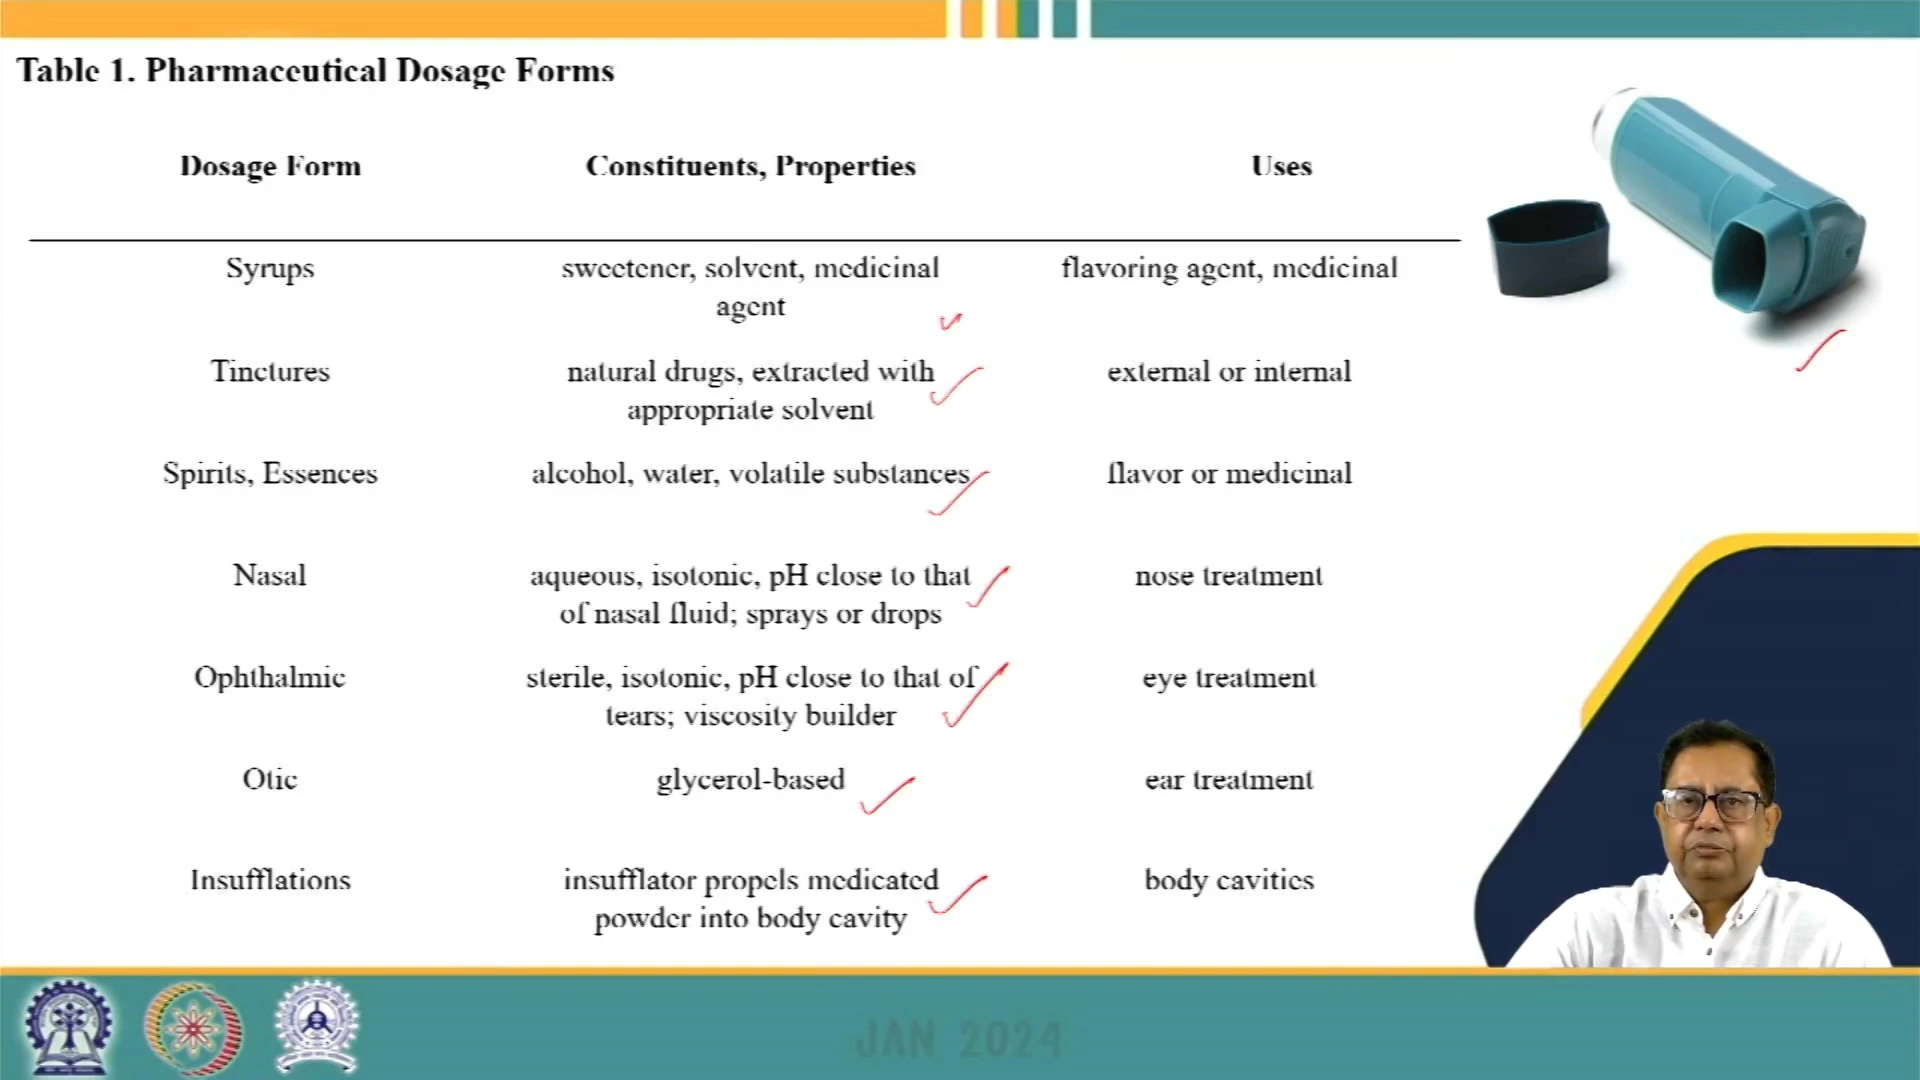 Table 1. Pharmaceutical Dosage Forms
Dosage Form Constituents, Properties Uses
Syrups sweetener, solvent, medicinal flavoring agent, medicinal
agent
Tinctures natural drugs, extracted with external or internal
appropriate solvent
Spirits, Essences alcohol, water, volatile substances flavor or medicinal
Nasal aqueous, isotonic, pH close to that nose treatment
of nasal fluid; sprays or drops
Ophthalmic sterile, isotonic, pH close to that of eye treatment
tears; viscosity builder
Otic glycerol-based ear treatment
Insufflations insufflator propels medicated body cavities
powder into body cavity
JAN 2024